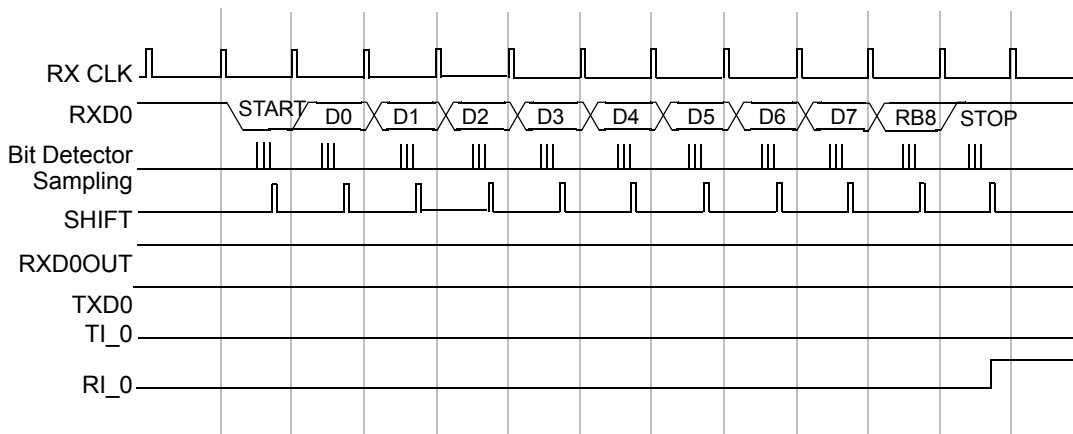 RX CLK
RXD0 START D0 D1 D2 D3 D4 D5 D6 D7 RB8 STOP
Bit Detector
Sampling
SHIFT
RXD0OUT
TXD0
TI_0
RI_0